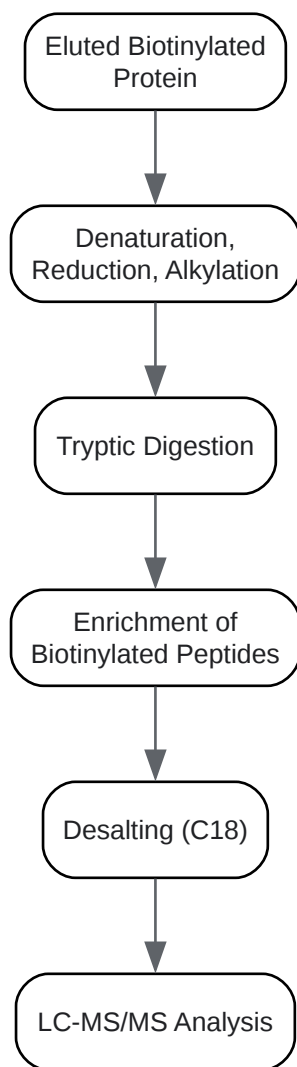 Eluted Biotinylated
Protein
Denaturation,
Reduction, Alkylation
Tryptic Digestion
Enrichment of
Biotinylated Peptides
Desalting (C18)
LC-MS/MS Analysis